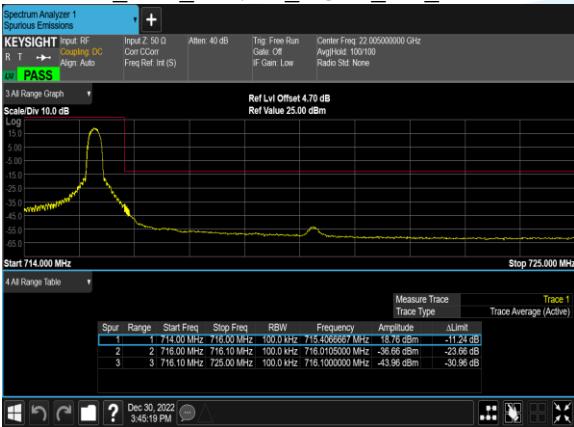 Spectrum Analyzer 1
Spurious Emissions
+
KEYSIGHT Input: RF Input Z: 50 Ω Atten: 40 dB Trig: Free Run Center Freq: 22.005000000 GHz
R T Coupling: DC Corr CCorr Gate: Off Avg|Hold: 100/100
Align: Auto Freq Ref: Int (S) IF Gain: Low Radio Std: None
PASS
3 All Range Graph Ref Lvl Offset 4.70 dB
Scale/Div 10.0 dB Ref Value 25.00 dBm
Log
15.0
5.00
-5.00
-15.0
-25.0
-35.0
-45.0
-55.0
-65.0
Start 714.000 MHz Stop 725.000 MHz
4 All Range Table
Measure Trace Trace 1
Trace Type Trace Average (Active)
Spur Range Start Freq Stop Freq RBW Frequency Amplitude ΔLimit
1 1 714.00 MHz 716.00 MHz 100.0 kHz 715.4066667 MHz 18.76 dBm -11.24 dB
2 2 716.00 MHz 716.10 MHz 100.0 kHz 716.0105000 MHz -36.66 dBm -23.66 dB
3 3 716.10 MHz 725.00 MHz 100.0 kHz 716.1000000 MHz -43.96 dBm -30.96 dB
? Dec 30, 2022
3:45:19 PM